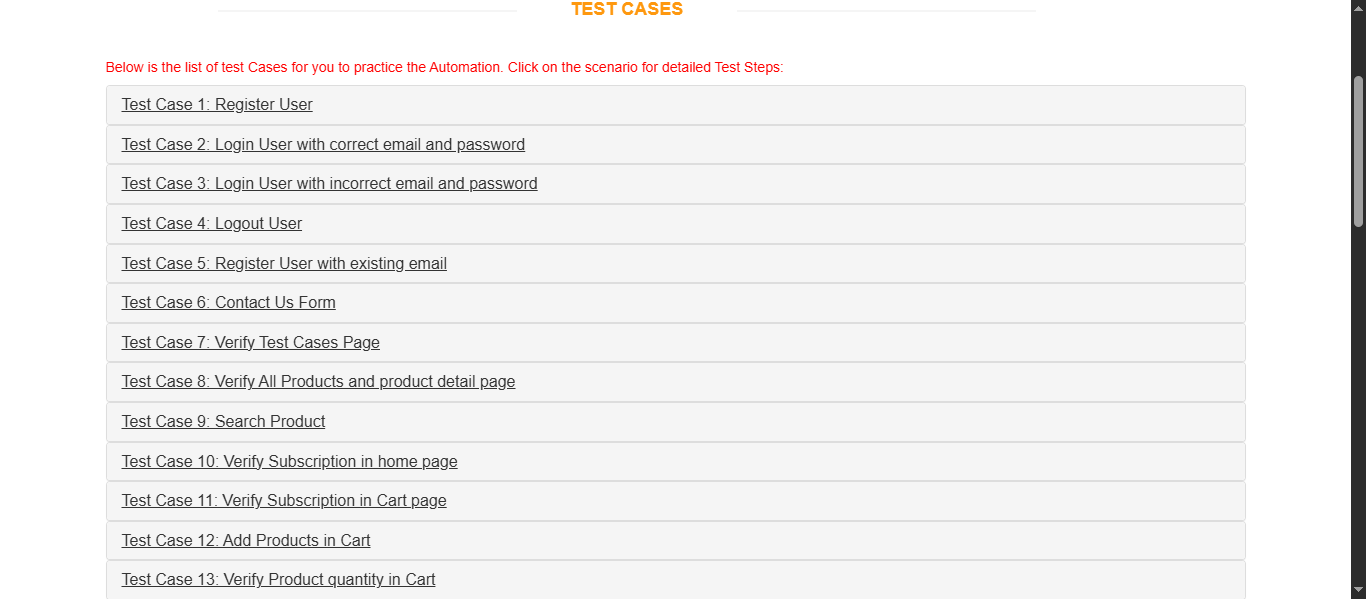 TEST CASES
Below is the list of test Cases for you to practice the Automation. Click on the scenario for detailed Test Steps:
Test Case 1: Register User
Test Case 2: Login User with correct email and password
Test Case 3: Login User with incorrect email and password
Test Case 4: Logout User
Test Case 5: Register User with existing email
Test Case 6: Contact Us Form
Test Case 7: Verify Test Cases Page
Test Case 8: Verify All Products and product detail page
Test Case 9: Search Product
Test Case 10: Verify Subscription in home page
Test Case 11: Verify Subscription in Cart page
Test Case 12: Add Products in Cart
Test Case 13: Verify Product quantity in Cart